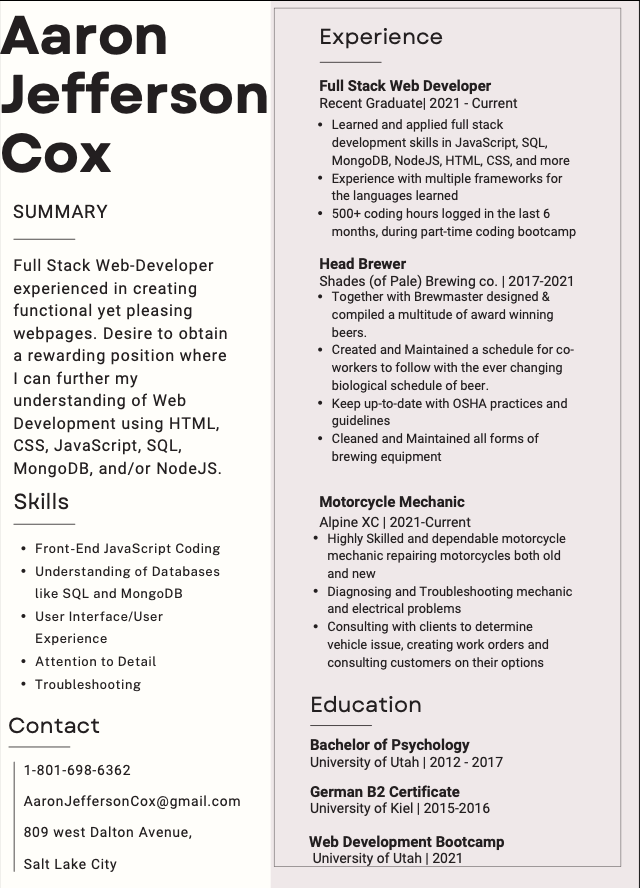 Aaron
Jefferson
Cox
SUMMARY
Full Stack Web-Developer
experienced in creating
functional yet pleasing
webpages. Desire to obtain
a rewarding position where
I can further my
understanding of Web
Development using HTML,
CSS, JavaScript, SQL,
MongoDB, and/or NodeJS.
Skills
• Front-End JavaScript Coding
• Understanding of Databases
like SQL and MongoDB
• User Interface/User
Experience
• Attention to Detail
• Troubleshooting
Contact
1-801-698-6362
AaronJeffersonCox@gmail.com
809 west Dalton Avenue,
Salt Lake City
Experience
Full Stack Web Developer
Recent Graduate| 2021 - Current
• Learned and applied full stack
development skills in JavaScript, SQL,
MongoDB, NodeJS, HTML, CSS, and more
• Experience with multiple frameworks for
the languages learned
• 500+ coding hours logged in the last 6
months, during part-time coding bootcamp
Head Brewer
Shades (of Pale) Brewing co. | 2017-2021
• Together with Brewmaster designed &
compiled a multitude of award winning
beers.
• Created and Maintained a schedule for co-
workers to follow with the ever changing
biological schedule of beer.
• Keep up-to-date with OSHA practices and
guidelines
• Cleaned and Maintained all forms of
brewing equipment
Motorcycle Mechanic
Alpine XC | 2021-Current
• Highly Skilled and dependable motorcycle
mechanic repairing motorcycles both old
and new
• Diagnosing and Troubleshooting mechanic
and electrical problems
• Consulting with clients to determine
vehicle issue, creating work orders and
consulting customers on their options
Education
Bachelor of Psychology
University of Utah | 2012 - 2017
German B2 Certificate
University of Kiel | 2015-2016
Web Development Bootcamp
University of Utah | 2021